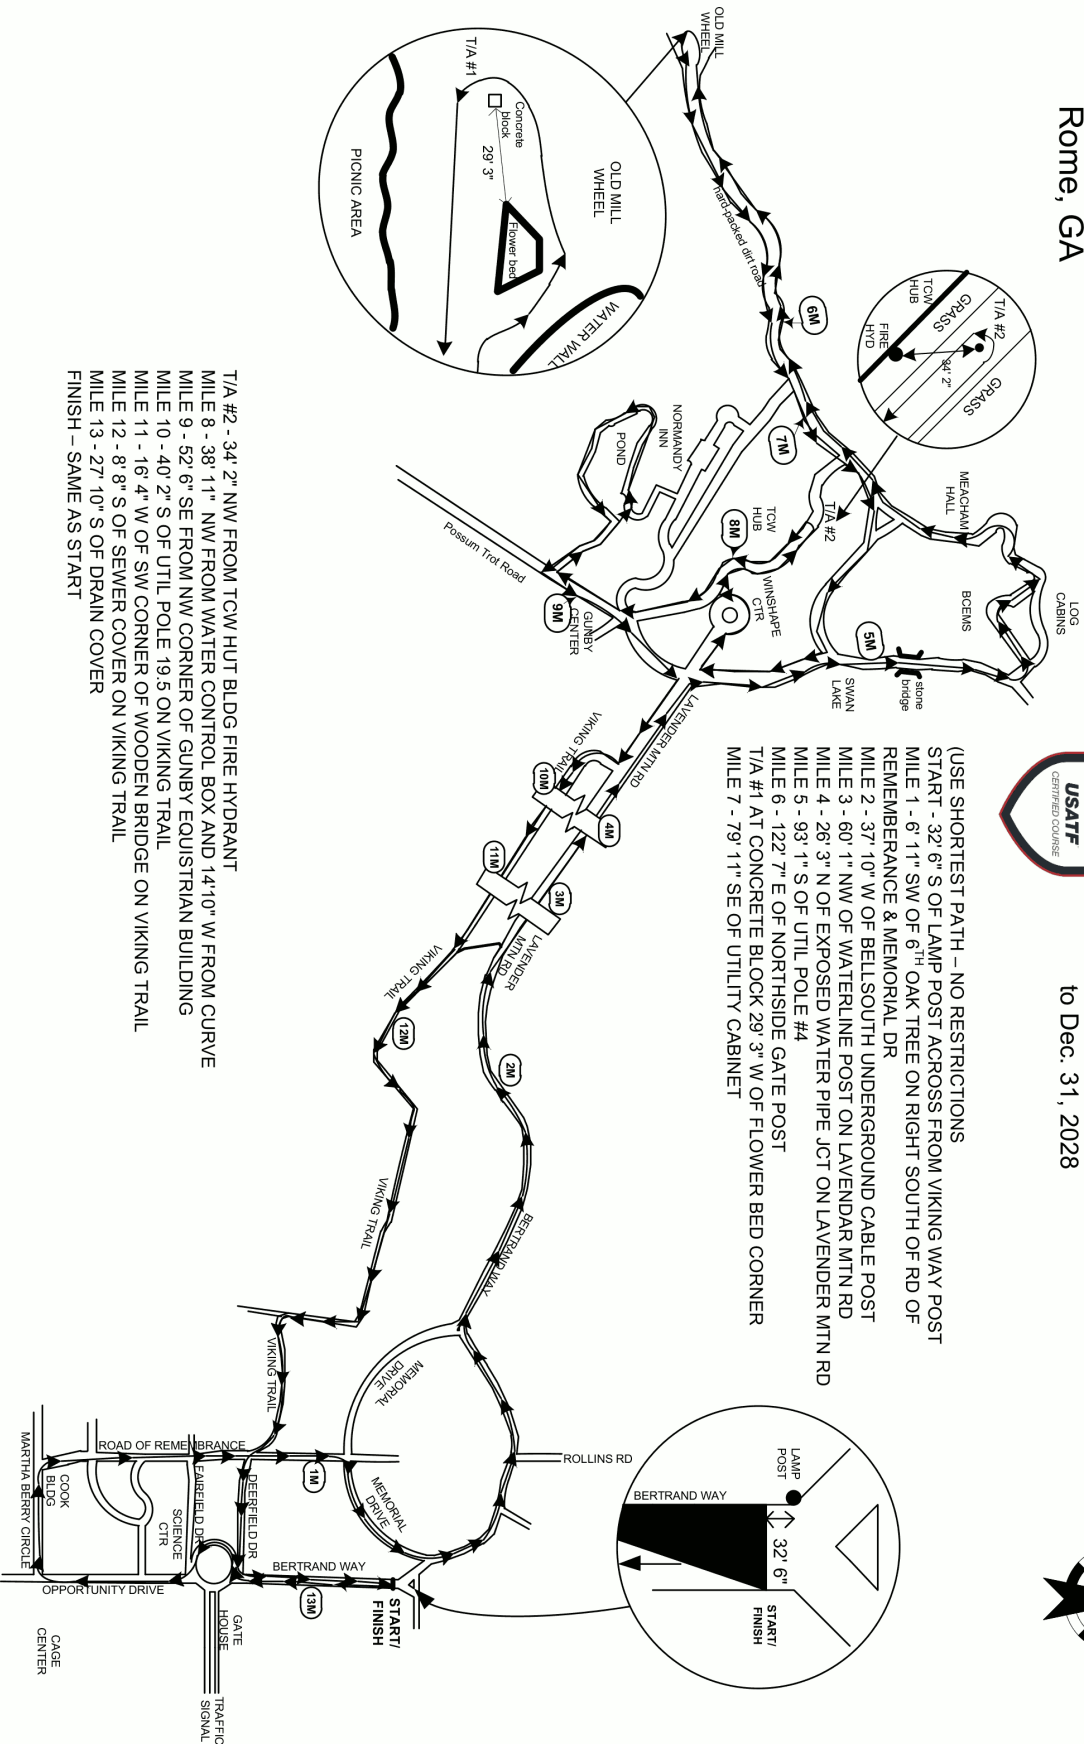 Rome, GA
to Dec. 31, 2028
USATF
CERTIFIED COURSE
(USE SHORTEST PATH – NO RESTRICTIONS
START - 32' 6" S OF LAMP POST ACROSS FROM VIKING WAY POST
MILE 1 - 6' 11" SW OF 6TH OAK TREE ON RIGHT SOUTH OF RD OF
REMEMBERANCE & MEMORIAL DR
MILE 2 - 37' 10" W OF BELLSOUTH UNDERGROUND CABLE POST
MILE 3 - 60' 1" NW OF WATERLINE POST ON LAVENDAR MTN RD
MILE 4 - 26' 3" N OF EXPOSED WATER PIPE JCT ON LAVENDER MTN RD
MILE 5 - 93' 1" S OF UTIL POLE #4
MILE 6 - 122' 7" E OF NORTHSIDE GATE POST
T/A #1 AT CONCRETE BLOCK 29' 3" W OF FLOWER BED CORNER
MILE 7 - 79' 11" SE OF UTILITY CABINET
T/A #2 - 34' 2" NW FROM TCW HUT BLDG FIRE HYDRANT
MILE 8 - 38' 11" NW FROM WATER CONTROL BOX AND 14'10" W FROM CURVE
MILE 9 - 52' 6" SE FROM NW CORNER OF GUNBY EQUISTRIAN BUILDING
MILE 10 - 40' 2" S OF UTIL POLE 19.5 ON VIKING TRAIL
MILE 11 - 16' 4" W OF SW CORNER OF WOODEN BRIDGE ON VIKING TRAIL
MILE 12 - 8' 8" S OF SEWER COVER ON VIKING TRAIL
MILE 13 - 27' 10" S OF DRAIN COVER
FINISH – SAME AS START
OLD MILL
WHEEL
hard-packed dirt road
T/A #1
Concrete
block
29' 3"
OLD MILL
WHEEL
Flower bed
WATER WALL
PICNIC AREA
T/A #2
GRASS
GRASS
TCW
HUB
FIRE
HYD
34' 2"
6M
7M
NORMANDY
INN
POND
Possum Trot Road
T/A #2
TCW
HUB
8M
WINSHAPE
CTR
9M
GUNBY
CENTER
MEACHAM
HALL
LOG
CABINS
BCEMS
5M
stone
bridge
SWAN
LAKE
LAVENDER MTN RD
VIKING TRAIL
10M
4M
11M
3M
LAVENDER
MTN RD
VIKING TRAIL
12M
2M
BERTRAND WAY
VIKING TRAIL
MEMORIAL
DRIVE
VIKING TRAIL
ROLLINS RD
ROAD OF REMEMBRANCE
1M
MEMORIAL
DRIVE
MARTHA BERRY CIRCLE
COOK
BLDG
SCIENCE
CTR
FAIRFIELD DR
DEERFIELD DR
BERTRAND WAY
OPPORTUNITY DRIVE
13M
START/
FINISH
GATE
HOUSE
CAGE
CENTER
TRAFFIC
SIGNAL
LAMP
POST
BERTRAND WAY
32' 6"
START/
FINISH